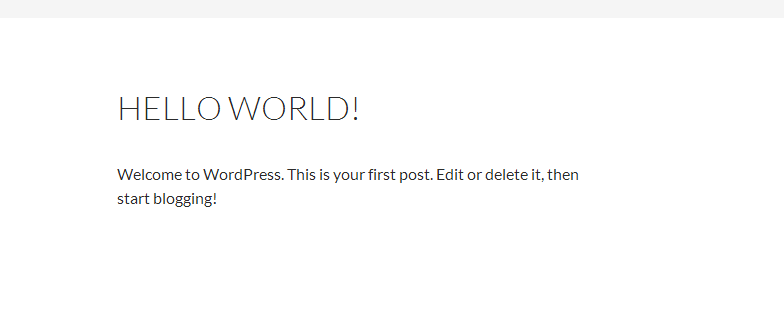 HELLO WORLD!
Welcome to WordPress. This is your first post. Edit or delete it, then
start blogging!